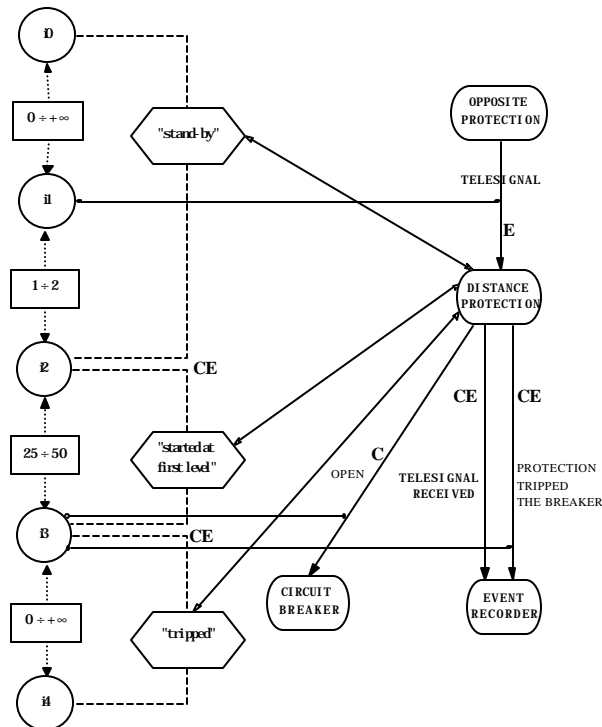 i0
0 ÷ +∞
"stand-by"
OPPOSITE
PROTECTION
TELESIGNAL
i1
E
1 ÷ 2
DISTANCE
PROTECTION
i2
CE
CE
CE
25 ÷ 50
"started at
first level"
C
OPEN
TELESIGNAL
RECEIVED
PROTECTION
TRIPPED
THE BREAKER
i3
CE
CIRCUIT
BREAKER
EVENT
RECORDER
0 ÷ +∞
"tripped"
i4